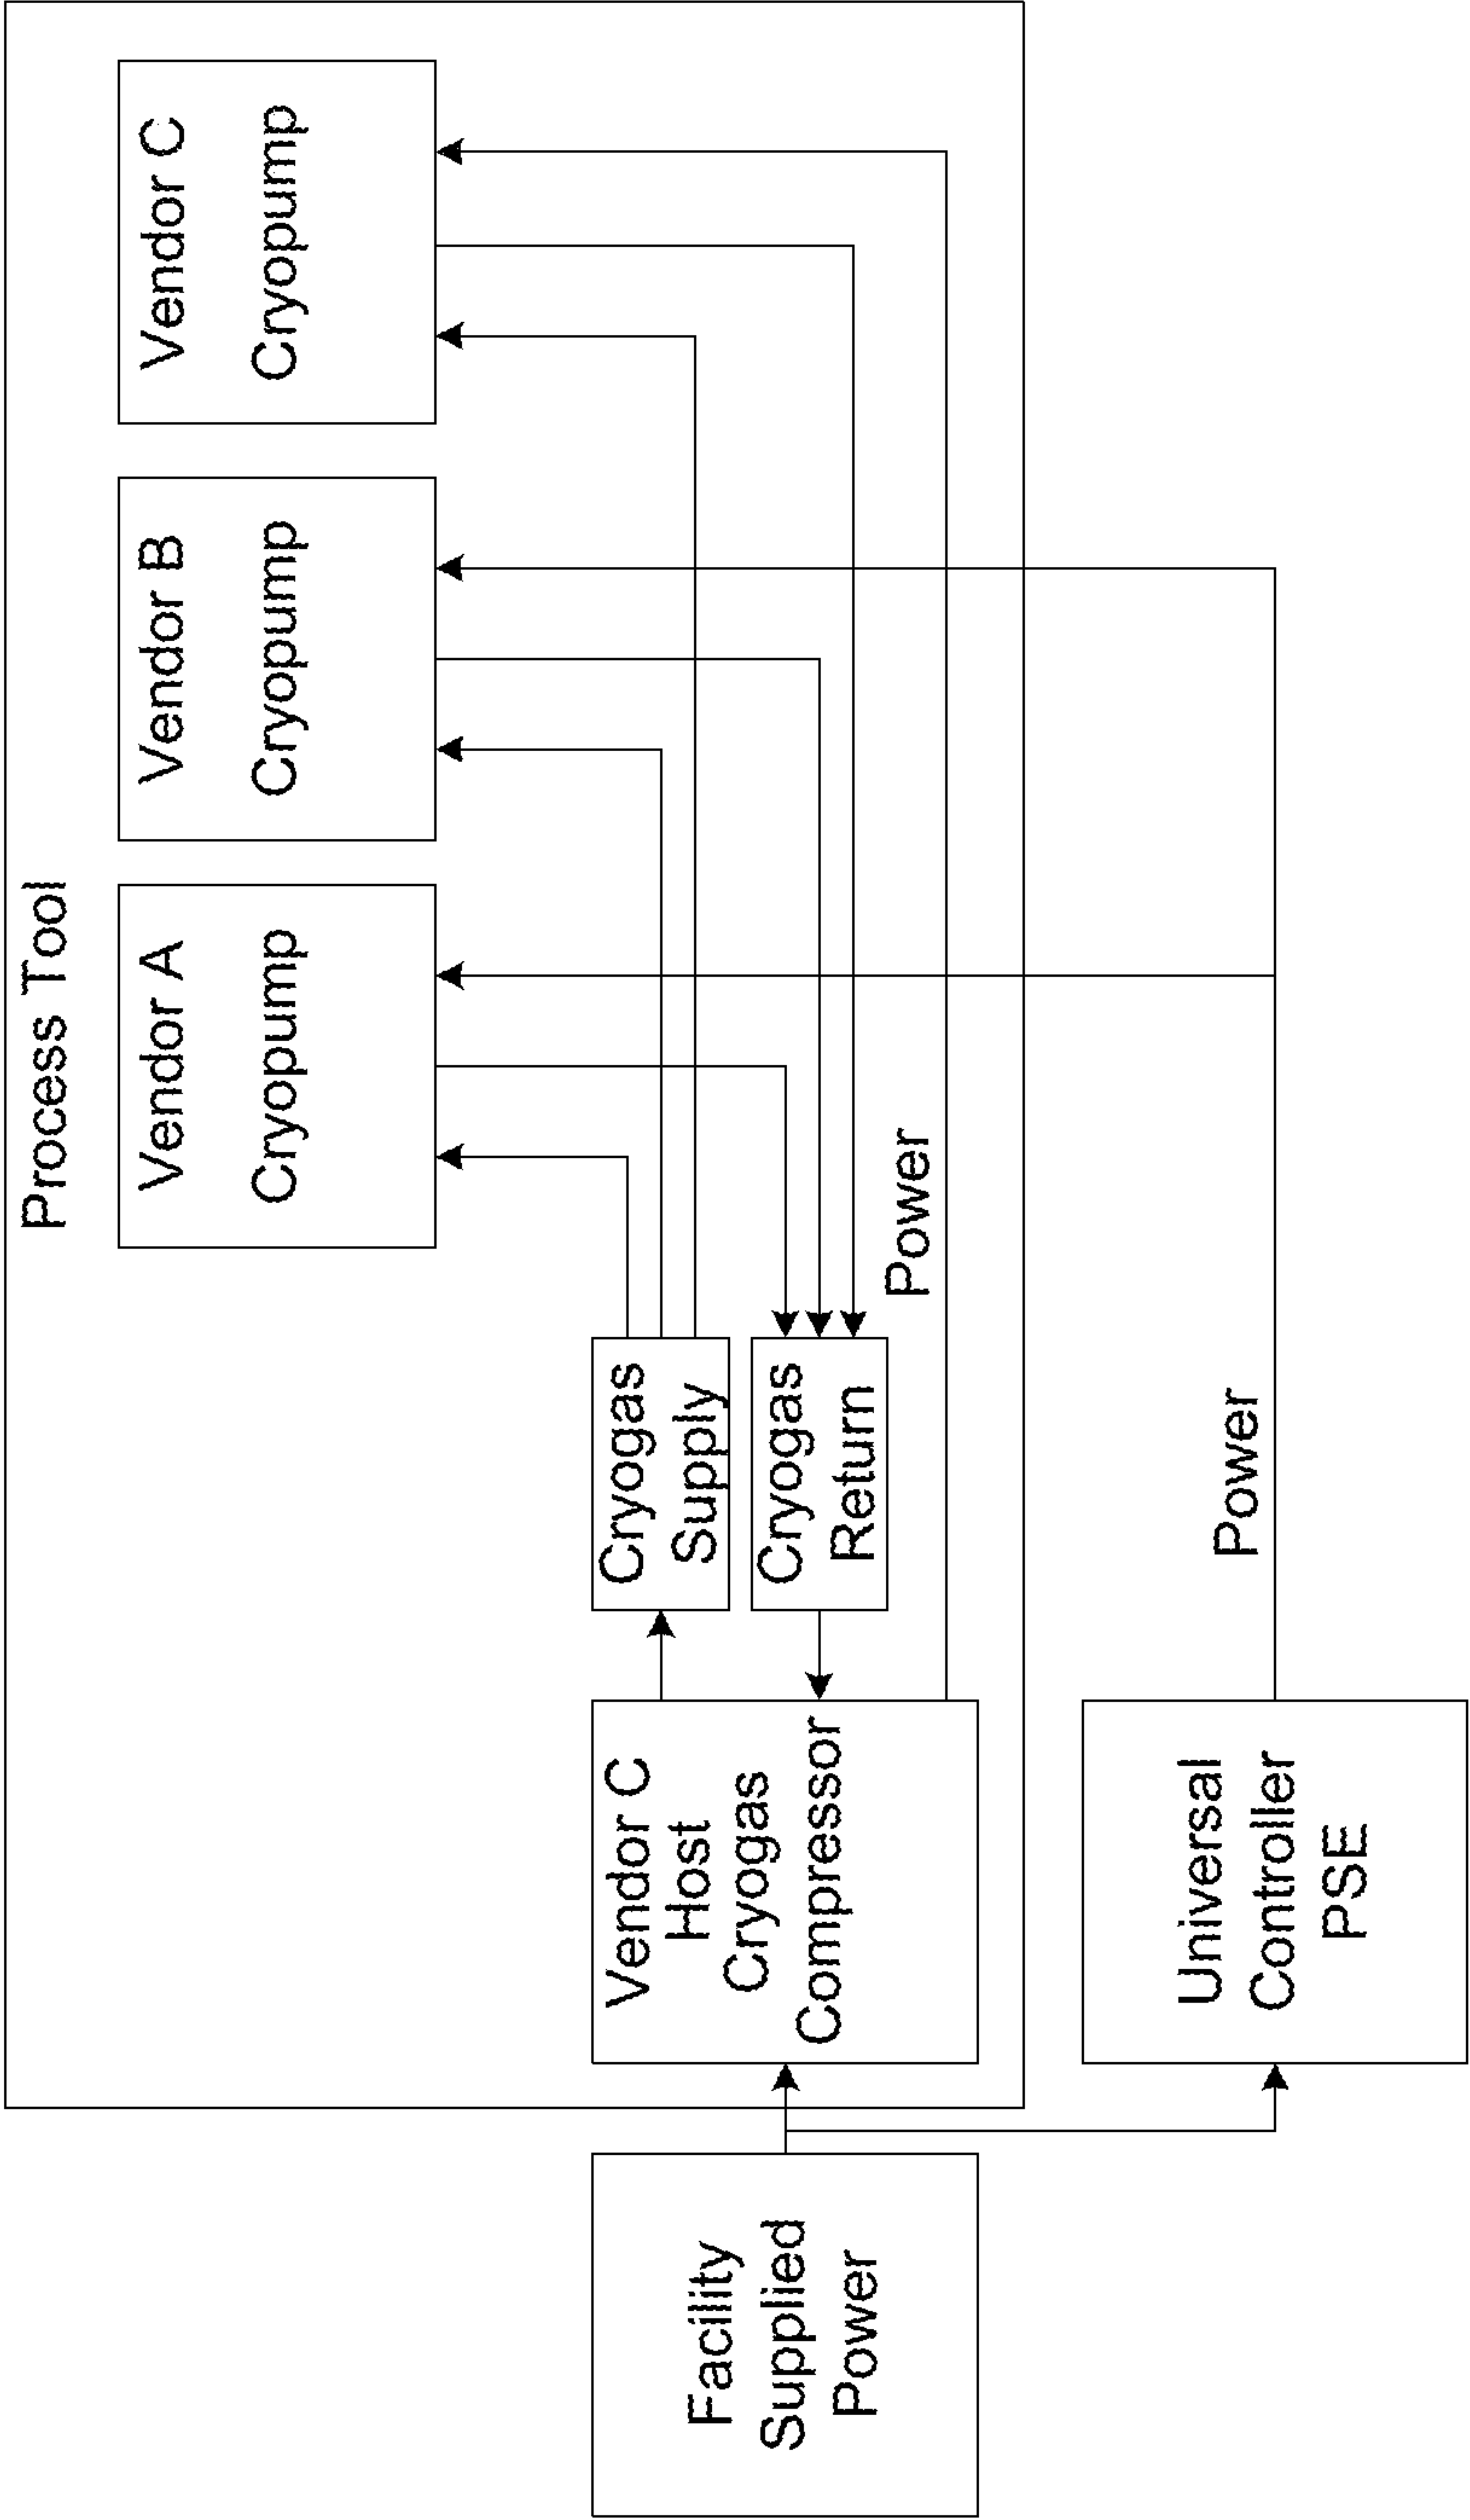 Process Tool
Vendor A
Cryopump
Vendor B
Cryopump
Vendor C
Cryopump
Facility
Supplied
Power
Vendor C
Host
Cryogas
Compressor
Cryogas
Supply
Cryogas
Return
Power
Universal
Controller
PSE
Power